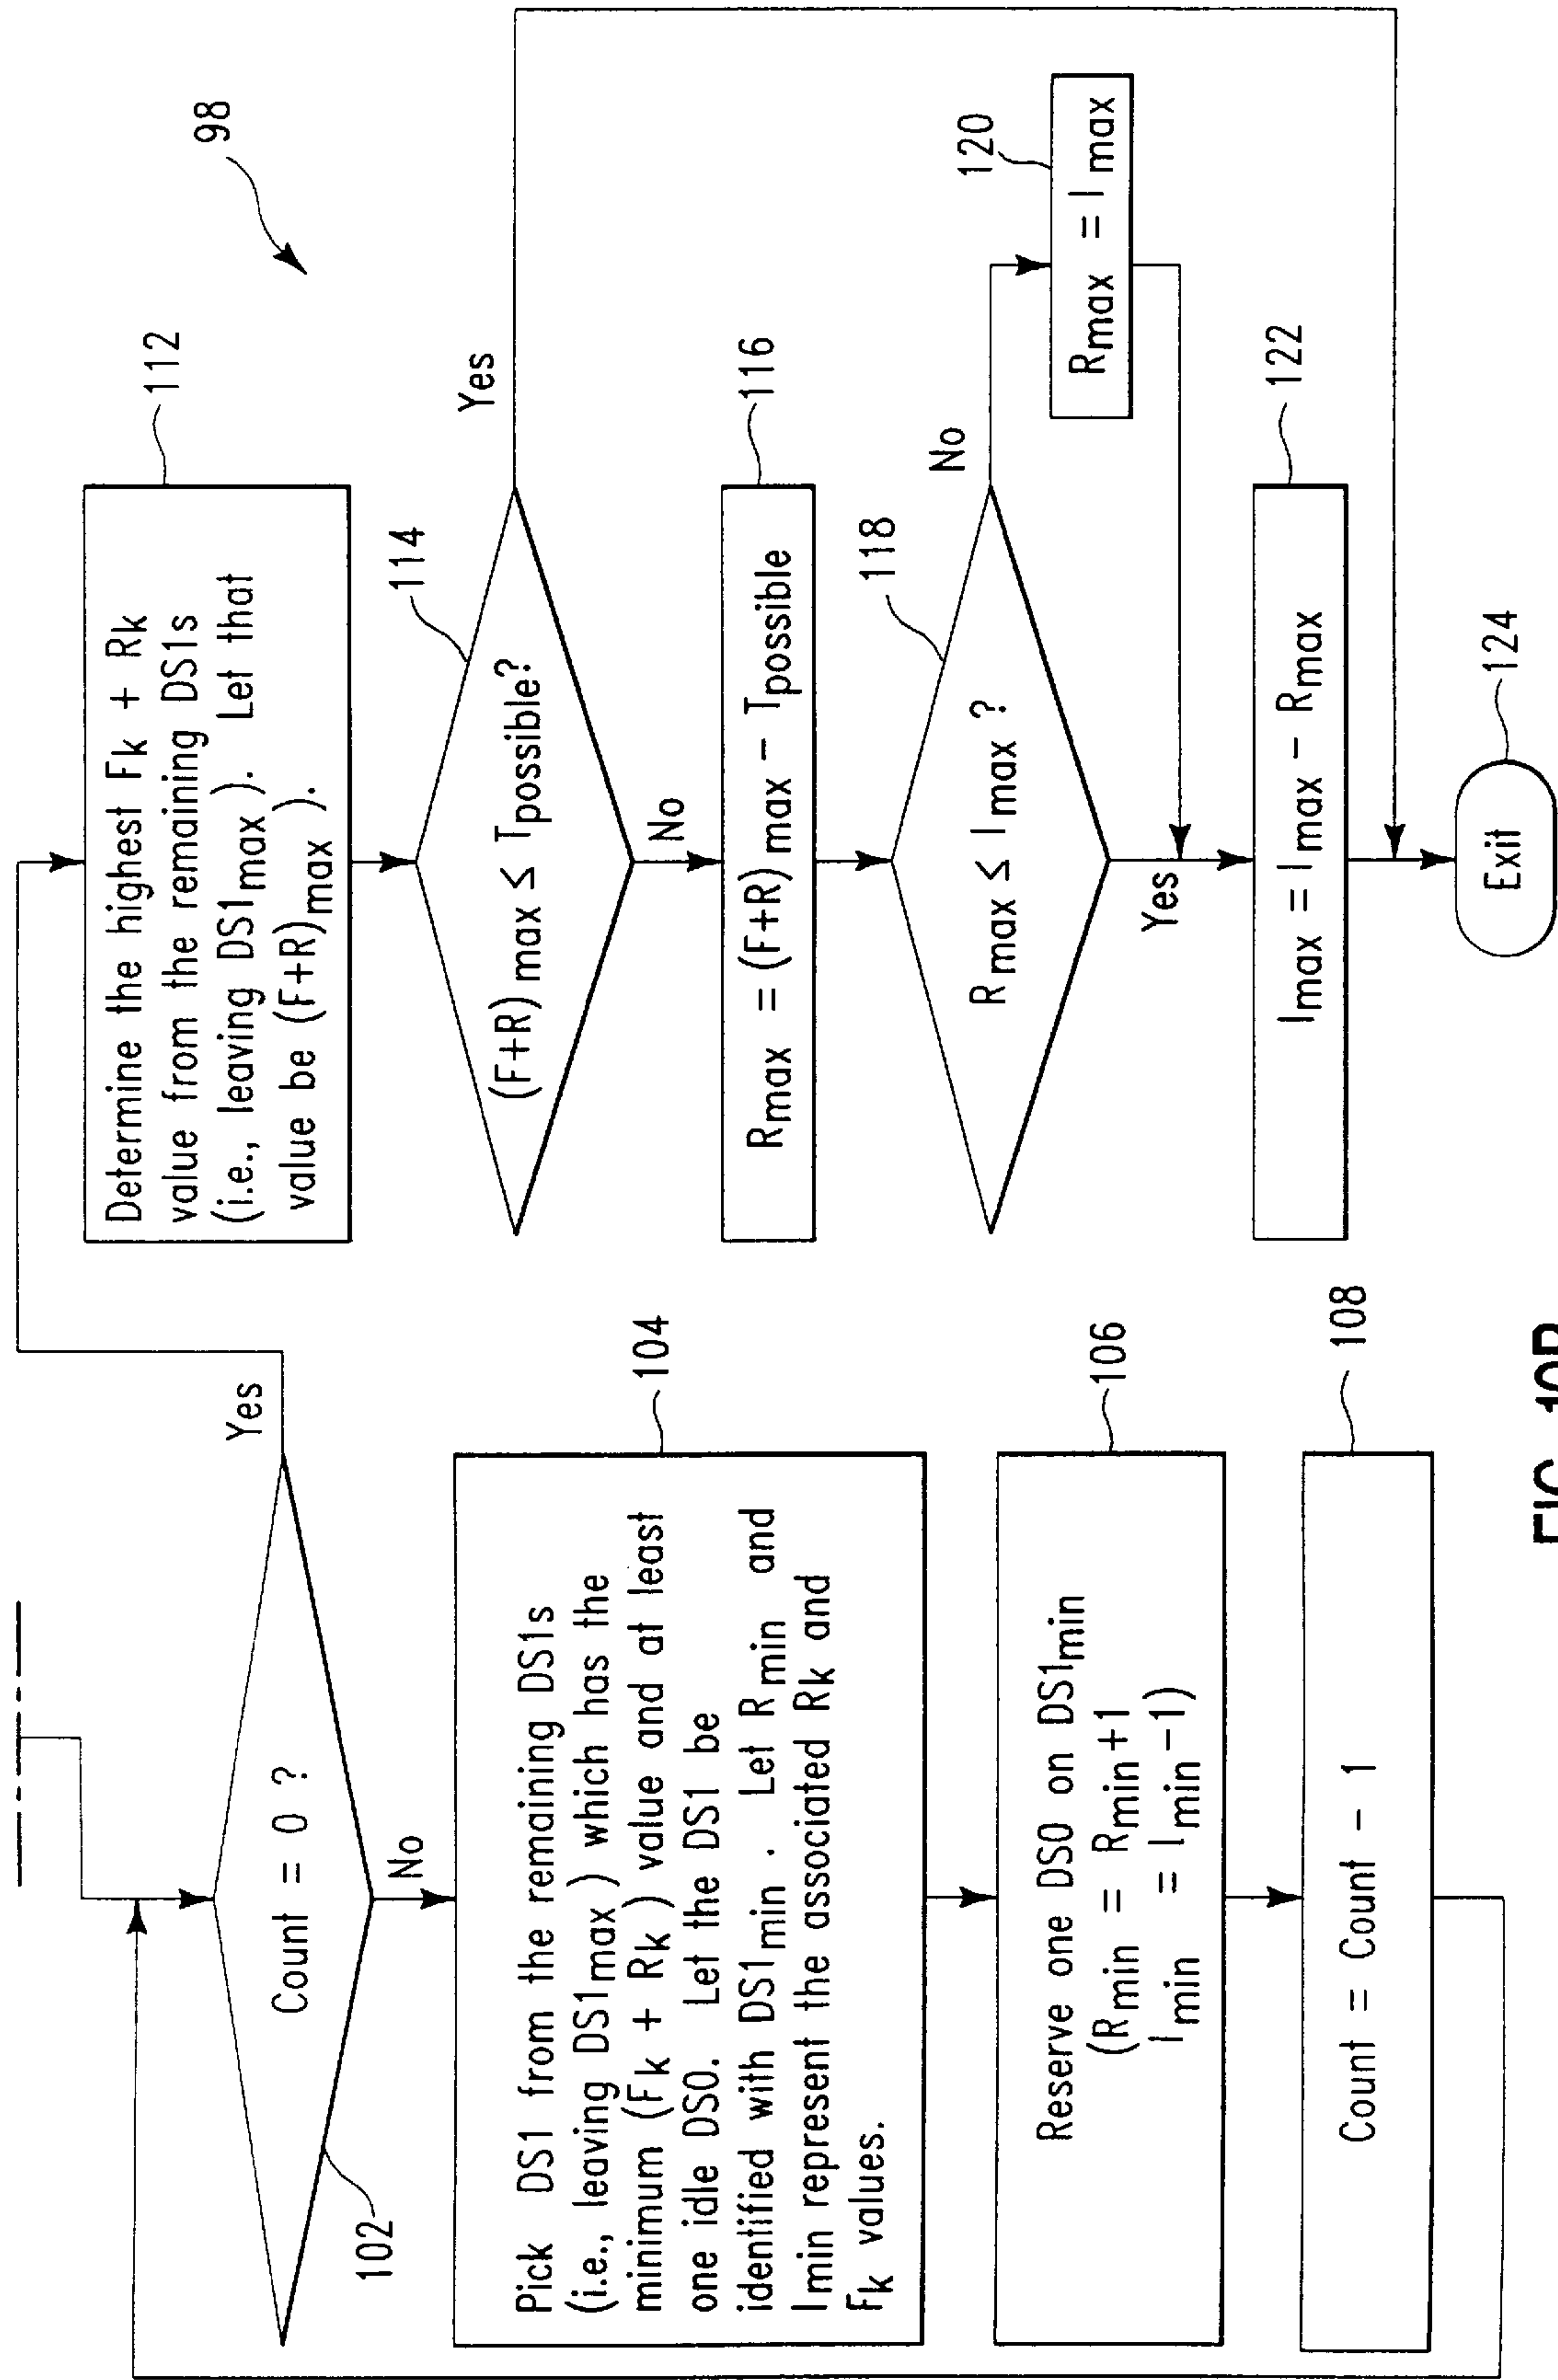 98
Count = 0 ?
Yes
No
102
Pick DS1 from the remaining DS1s
(i.e., leaving DS1max ) which has the
minimum (Fk + Rk ) value and at least
one idle DS0. Let the DS1 be
identified with DS1min . Let Rmin and
Imin represent the associated Rk and
Fk values.
104
Reserve one DS0 on DS1min
(Rmin = Rmin+1
Imin = Imin-1)
106
Count = Count - 1
108
Determine the highest Fk + Rk
value from the remaining DS1s
(i.e., leaving DS1max ). Let that
value be (F+R)max ).
112
(F+R) max ≤ Tpossible?
114
Yes
No
Rmax = (F+R) max - Tpossible
116
Rmax ≤ Imax ?
118
No
Yes
Rmax = Imax
120
Imax = Imax - Rmax
122
Exit
124